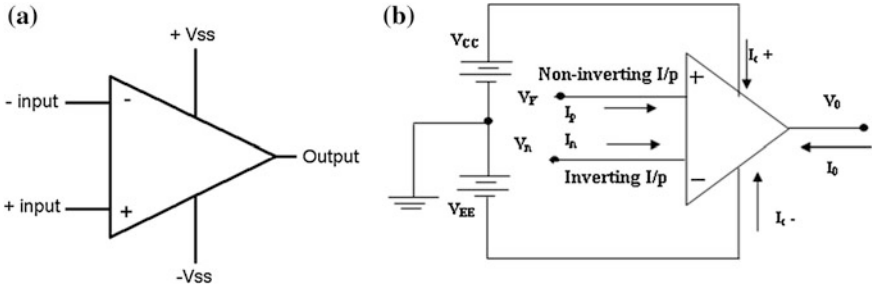 (a)
+ Vss
- input
-
Output
+ input
+
-Vss
(b)
VCC
Ic +
Non-inverting I/p
+
VP
Ip
V0
Vn
In
I0
Inverting I/p
−
VEE
Ic -